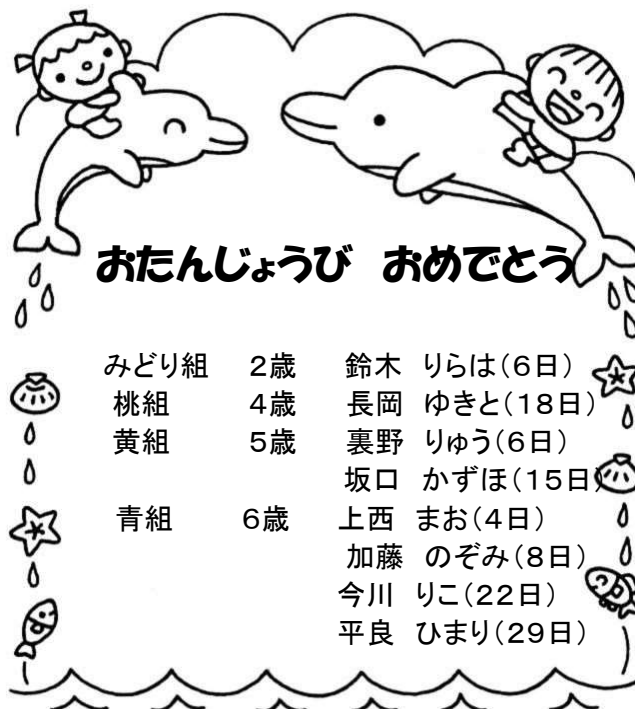 おたんじょうび　おめでとう
みどり組　2歳　鈴木　りらは(6日)
桃組　4歳　長岡　ゆきと(18日)
黄組　5歳　裏野　りゅう(6日)
坂口　かずほ(15日)
青組　6歳　上西　まお(4日)
加藤　のぞみ(8日)
今川　りこ(22日)
平良　ひまり(29日)